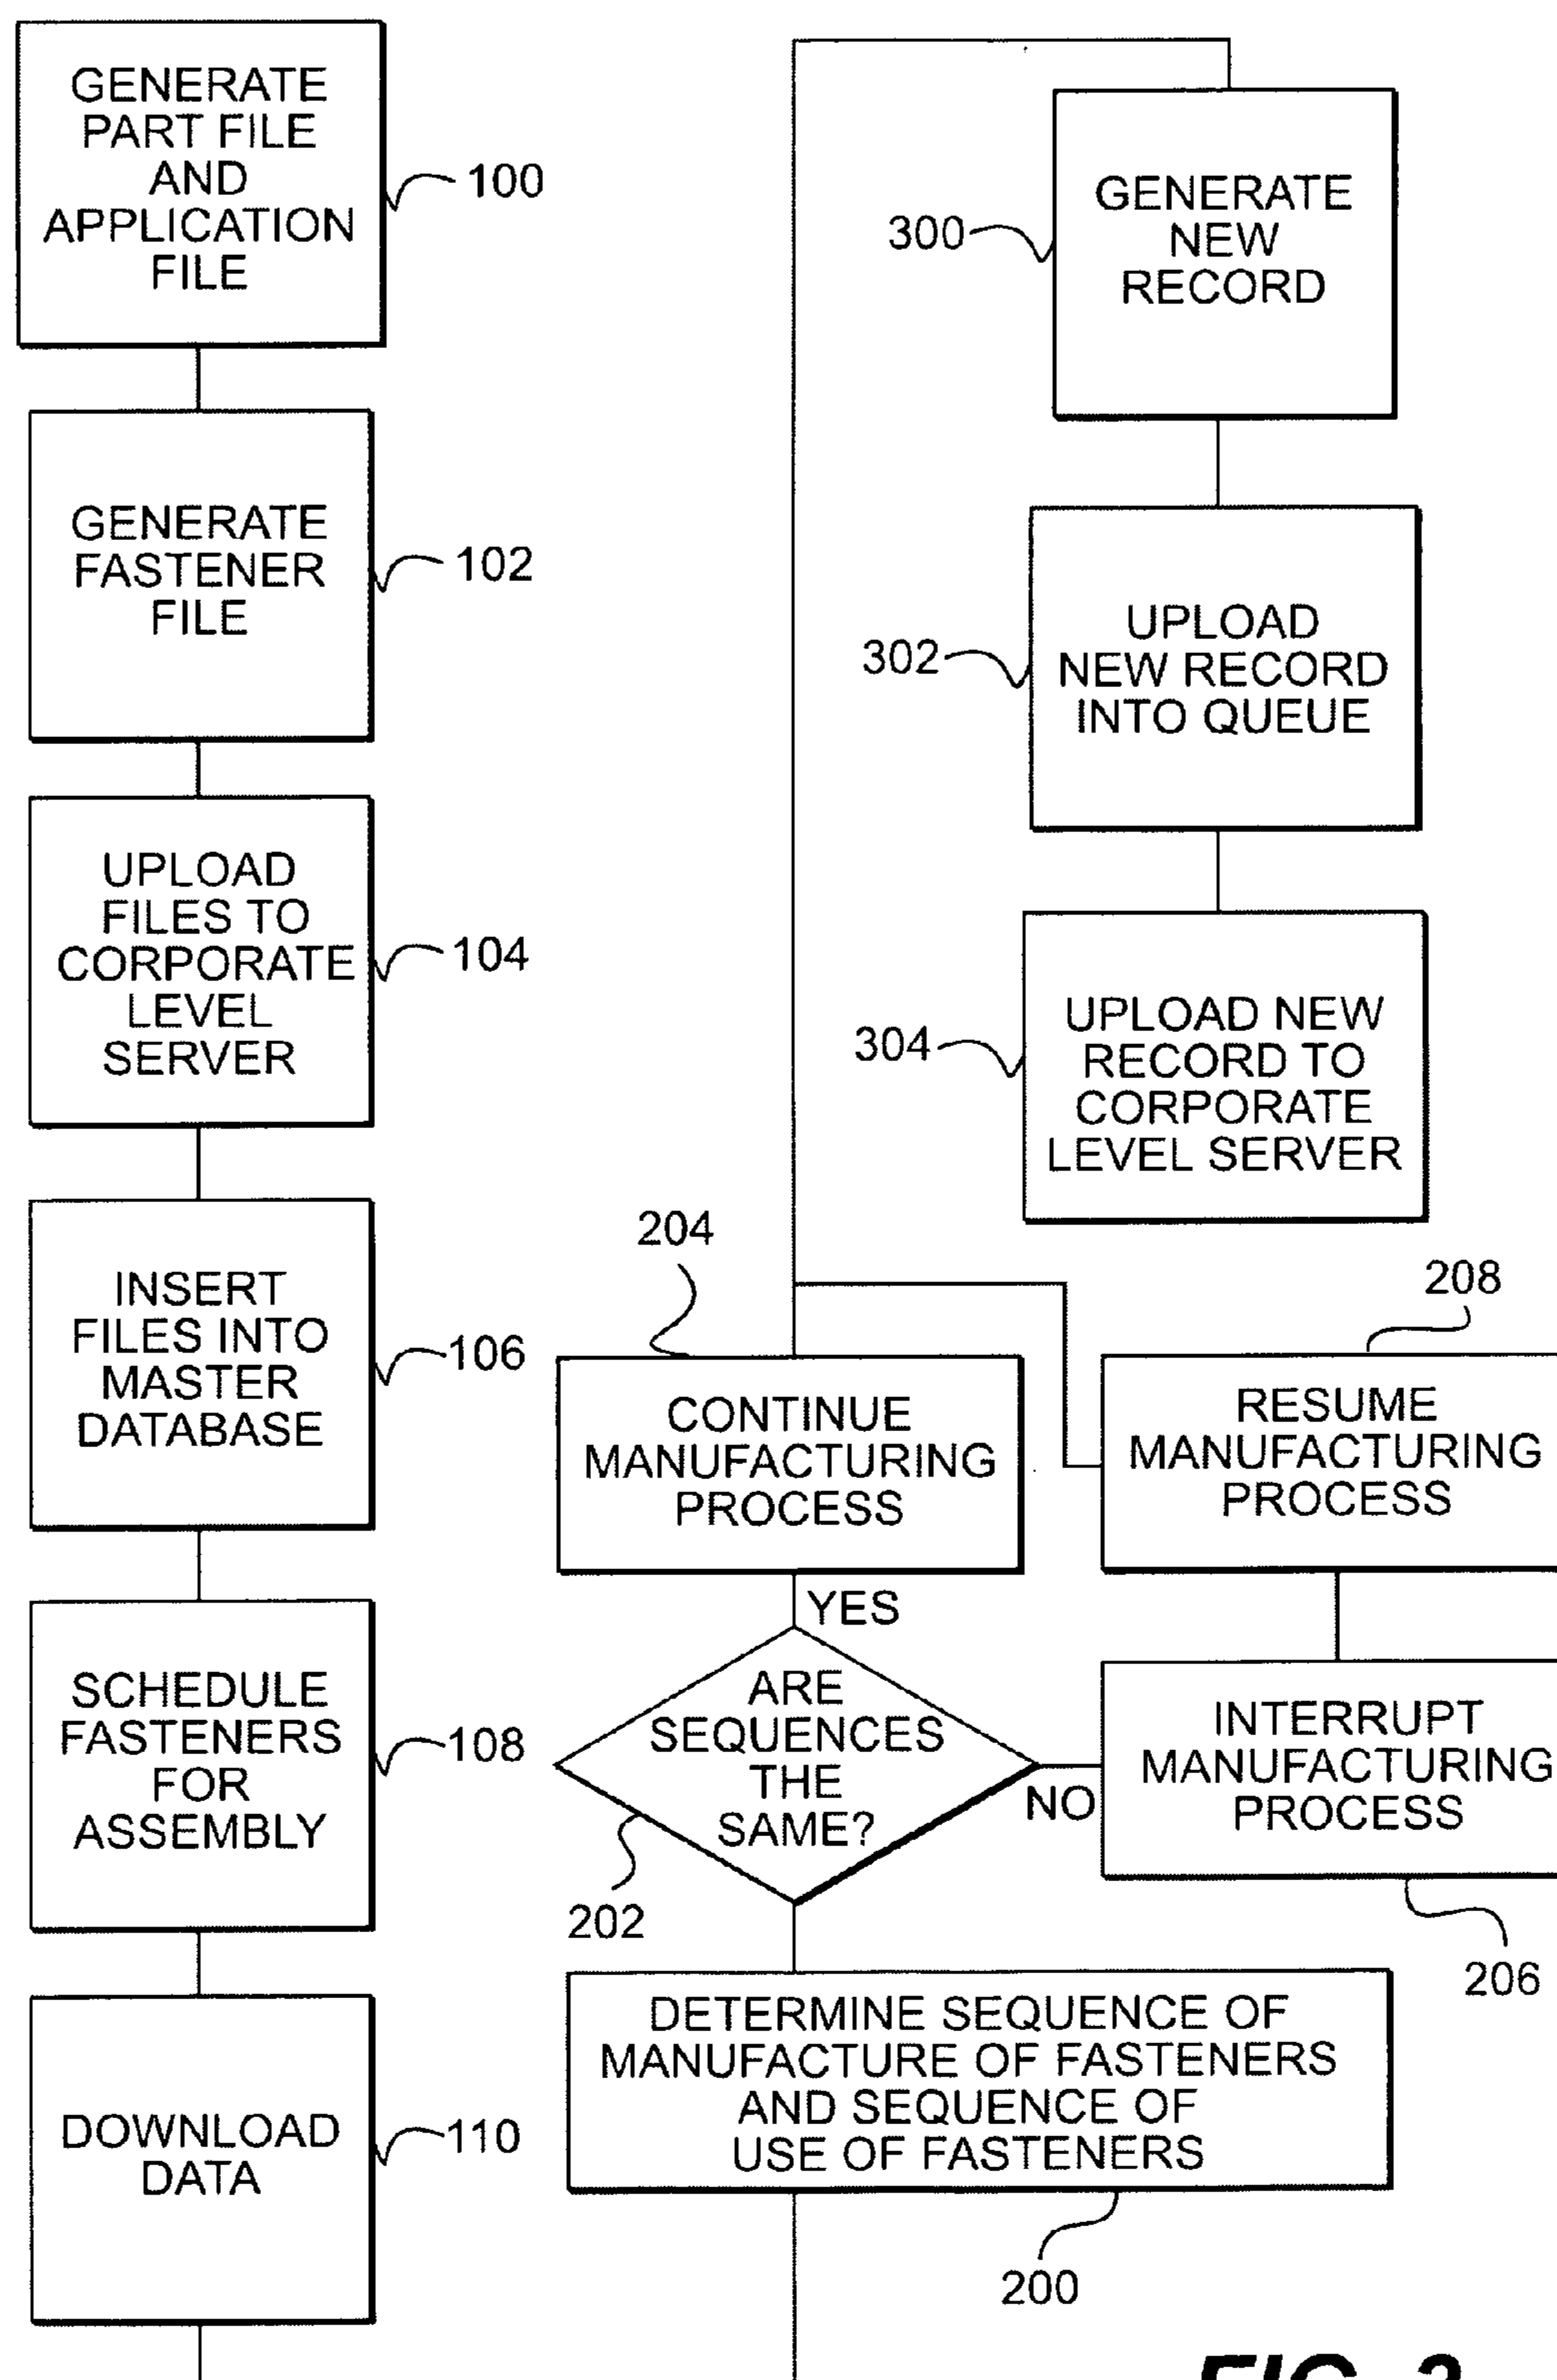 GENERATE
PART FILE
AND
APPLICATION
FILE
100
GENERATE
FASTENER
FILE
102
UPLOAD
FILES TO
CORPORATE
LEVEL
SERVER
104
INSERT
FILES INTO
MASTER
DATABASE
106
SCHEDULE
FASTENERS
FOR
ASSEMBLY
108
DOWNLOAD
DATA
110
GENERATE
NEW
RECORD
300
UPLOAD
NEW RECORD
INTO QUEUE
302
UPLOAD NEW
RECORD TO
CORPORATE
LEVEL SERVER
304
204
CONTINUE
MANUFACTURING
PROCESS
208
RESUME
MANUFACTURING
PROCESS
YES
ARE
SEQUENCES
THE
SAME?
202
NO
INTERRUPT
MANUFACTURING
PROCESS
206
DETERMINE SEQUENCE OF
MANUFACTURE OF FASTENERS
AND SEQUENCE OF
USE OF FASTENERS
200